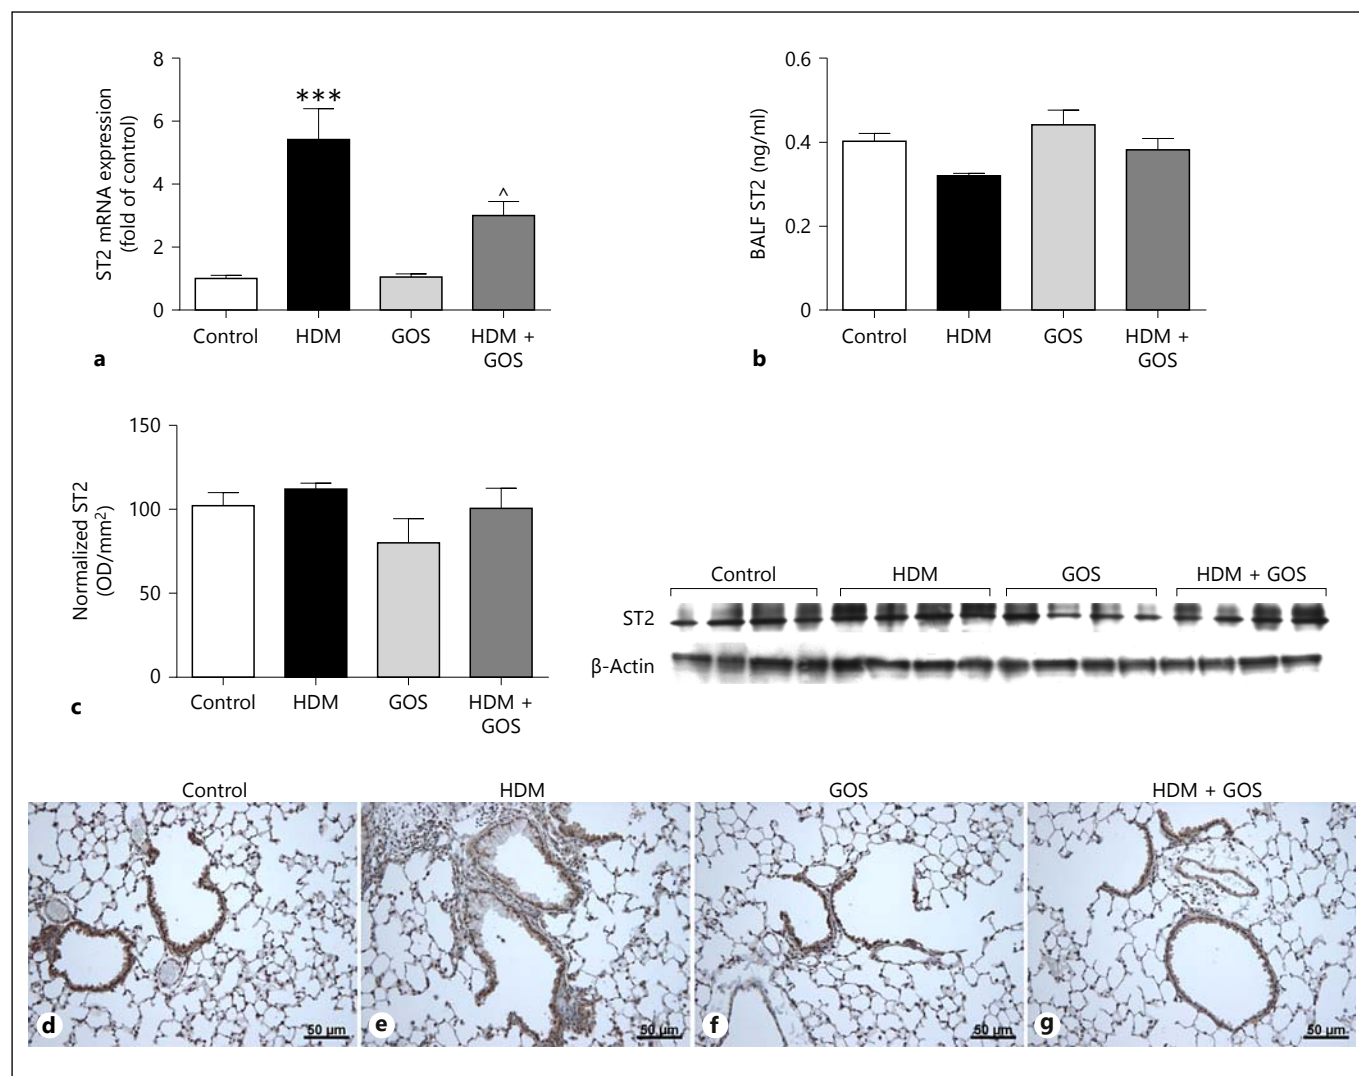 8
6
4
2
0
ST2 mRNA expression
(fold of control)
***
^
Control
HDM
GOS
HDM +
GOS
a
0.6
0.4
0.2
0
BALF ST2 (ng/ml)
Control
HDM
GOS
HDM +
GOS
b
150
100
50
0
Normalized ST2
(OD/mm²)
Control
HDM
GOS
HDM +
GOS
c
Control
HDM
GOS
HDM + GOS
ST2
β-Actin
Control
HDM
GOS
HDM + GOS
d
50 µm
e
50 µm
f
50 µm
g
50 µm